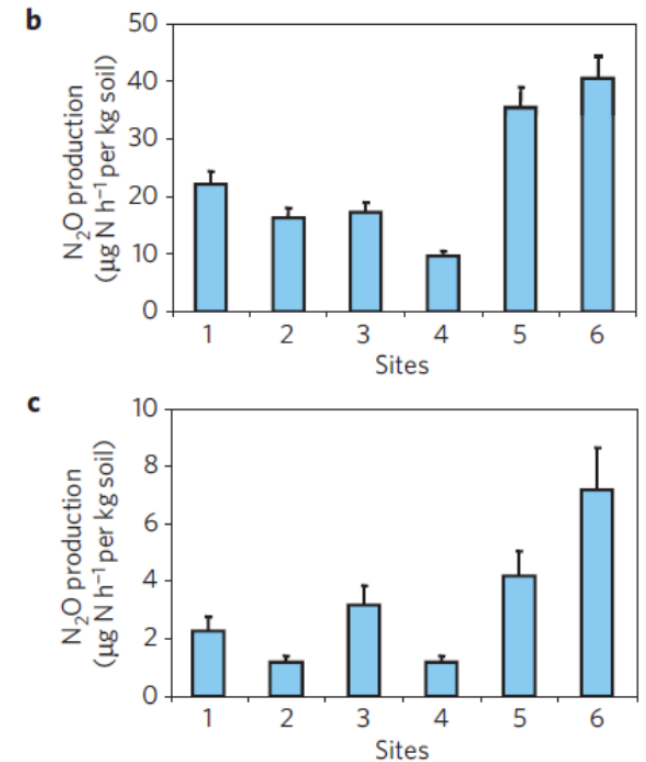 b
N₂O production
(µg N h⁻¹ per kg soil)
50
40
30
20
10
0
1 2 3 4 5 6
Sites
c
N₂O production
(µg N h⁻¹ per kg soil)
10
8
6
4
2
0
1 2 3 4 5 6
Sites